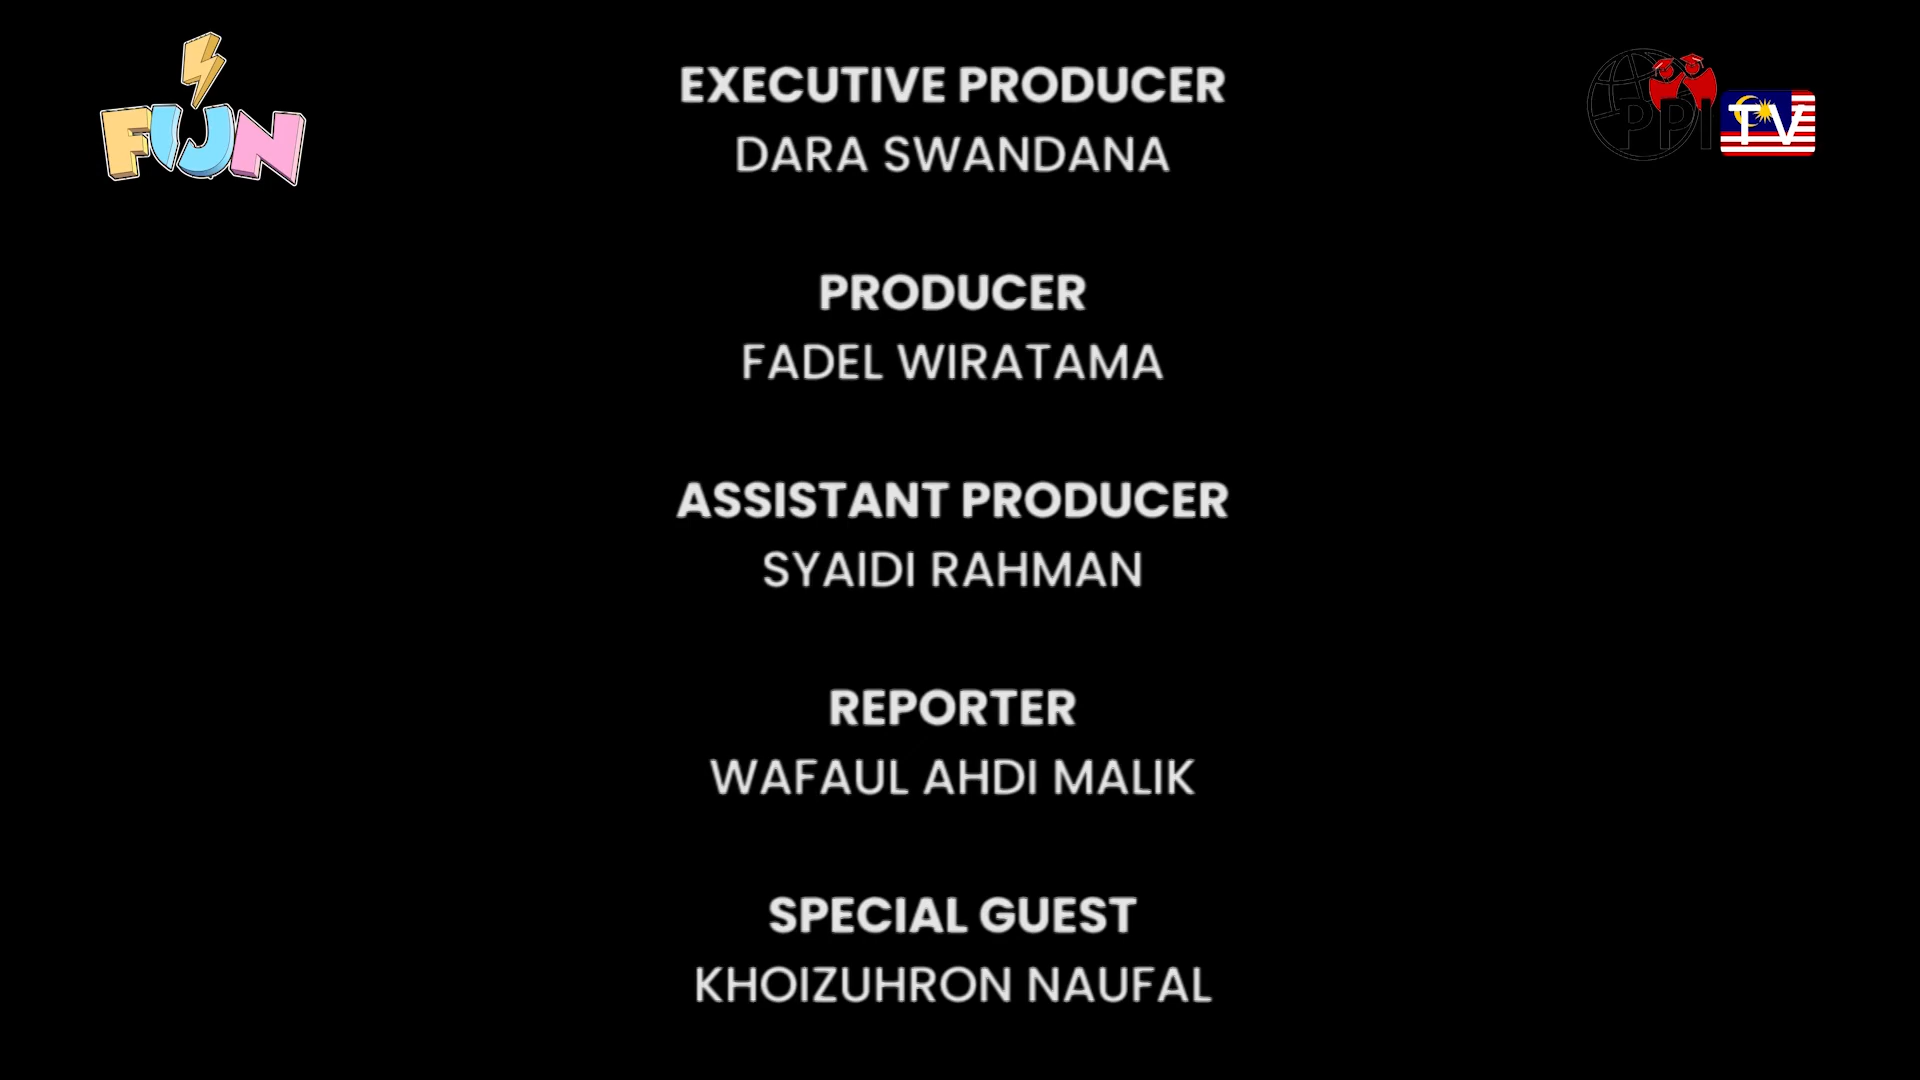 FUN
EXECUTIVE PRODUCER
DARA SWANDANA
PPI TV
PRODUCER
FADEL WIRATAMA
ASSISTANT PRODUCER
SYAIDI RAHMAN
REPORTER
WAFAUL AHDI MALIK
SPECIAL GUEST
KHOIZUHRON NAUFAL